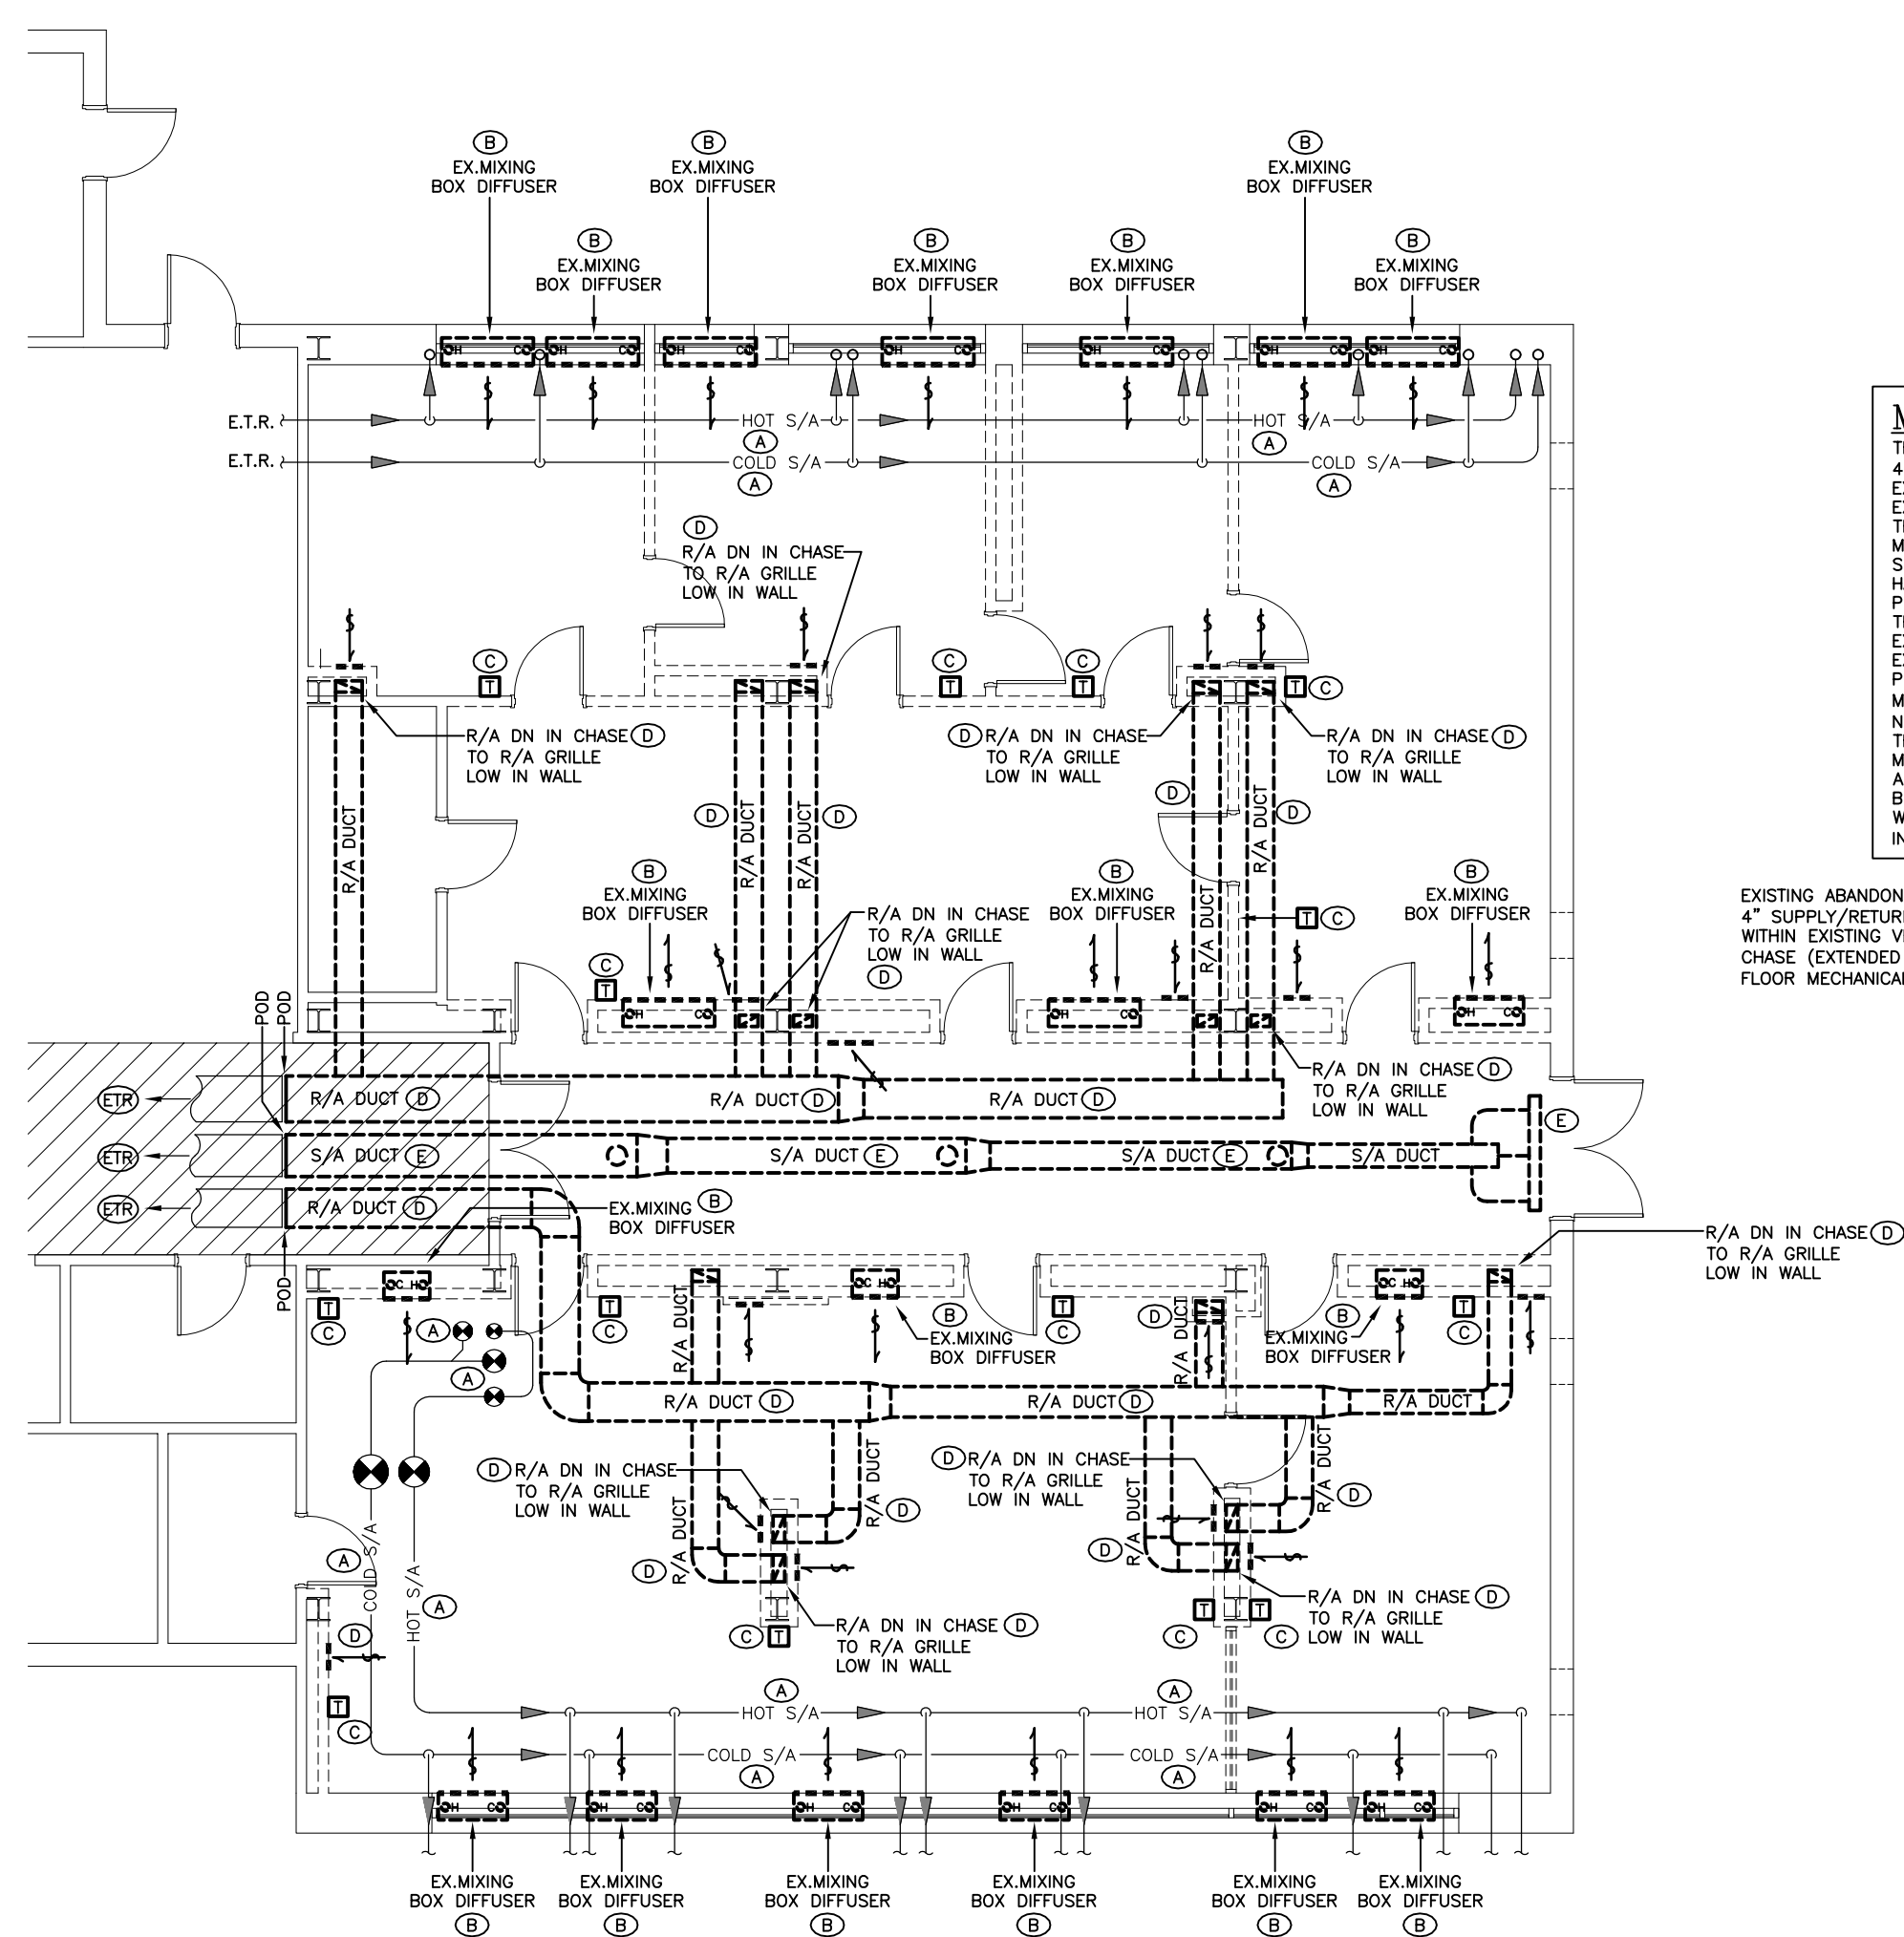 B
EX.MIXING
BOX DIFFUSER
B
EX.MIXING
BOX DIFFUSER
B
EX.MIXING
BOX DIFFUSER
B
EX.MIXING
BOX DIFFUSER
B
EX.MIXING
BOX DIFFUSER
B
EX.MIXING
BOX DIFFUSER
B
EX.MIXING
BOX DIFFUSER
H C
H C
H C
H C
H C
H C
H C
E.T.R.
HOT S/A
A
HOT S/A
A
E.T.R.
COLD S/A
A
COLD S/A
A
D
R/A DN IN CHASE
TO R/A GRILLE
LOW IN WALL
C
T
C
T
C
T
T C
R/A DN IN CHASE D
TO R/A GRILLE
LOW IN WALL
D R/A DN IN CHASE
TO R/A GRILLE
LOW IN WALL
R/A DN IN CHASE D
TO R/A GRILLE
LOW IN WALL
R/A DUCT
D
R/A DUCT
R/A DUCT
D
D
R/A DUCT
R/A DUCT
D
B
EX.MIXING
BOX DIFFUSER
R/A DN IN CHASE
TO R/A GRILLE
LOW IN WALL
D
B
EX.MIXING
BOX DIFFUSER
T C
B
EX.MIXING
BOX DIFFUSER
C
T
H C
H C
H C
EXISTING ABANDON
4" SUPPLY/RETUR
WITHIN EXISTING V
CHASE (EXTENDED
FLOOR MECHANICA
POD
POD
R/A DN IN CHASE D
TO R/A GRILLE
LOW IN WALL
ETR
R/A DUCT D
R/A DUCT D
R/A DUCT D
E
ETR
S/A DUCT E
S/A DUCT E
S/A DUCT E
S/A DUCT
ETR
R/A DUCT D
EX.MIXING B
BOX DIFFUSER
R/A DN IN CHASE D
TO R/A GRILLE
LOW IN WALL
POD
C H
C H
C H
T
C
T
C
T
C
T
C
A
A
R/A DUCT
B
EX.MIXING
BOX DIFFUSER
D
R/A DUCT
B
EX.MIXING
BOX DIFFUSER
R/A DUCT D
R/A DUCT D
R/A DUCT
D R/A DN IN CHASE
TO R/A GRILLE
LOW IN WALL
R/A DUCT
D
D R/A DN IN CHASE
TO R/A GRILLE
LOW IN WALL
R/A DUCT
D
R/A DUCT
D
R/A DUCT
D
A
COLD S/A
HOT S/A
A
R/A DN IN CHASE D
TO R/A GRILLE
LOW IN WALL
C T
R/A DN IN CHASE D
TO R/A GRILLE
LOW IN WALL
T T
C C
D
T
C
A
HOT S/A
A
HOT S/A
COLD S/A
A
COLD S/A
A
H C
H C
H C
H C
H C
H C
EX.MIXING
BOX DIFFUSER
B
EX.MIXING
BOX DIFFUSER
B
EX.MIXING
BOX DIFFUSER
B
EX.MIXING
BOX DIFFUSER
B
EX.MIXING
BOX DIFFUSER
B
EX.MIXING
BOX DIFFUSER
B